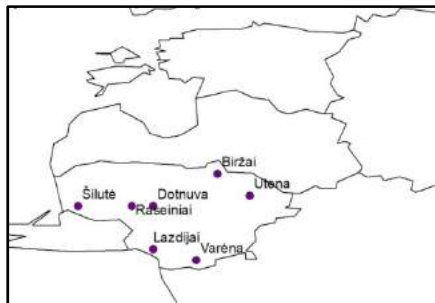 Biržai
Utena
Šilutė
Dotnuva
Raseiniai
Lazdijai
Varėna